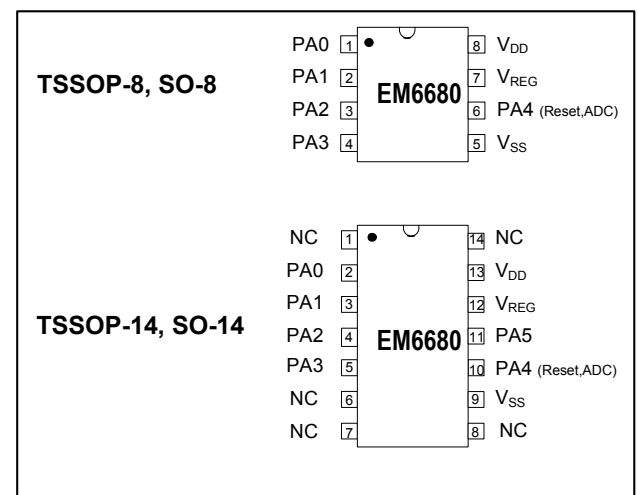 PA0 1 8 VDD
PA1 2 7 VREG
TSSOP-8, SO-8 EM6680
PA2 3 6 PA4 (Reset,ADC)
PA3 4 5 VSS
NC 1 14 NC
PA0 2 13 VDD
PA1 3 12 VREG
TSSOP-14, SO-14 PA2 4 EM6680 11 PA5
PA3 5 10 PA4 (Reset,ADC)
NC 6 9 VSS
NC 7 8 NC